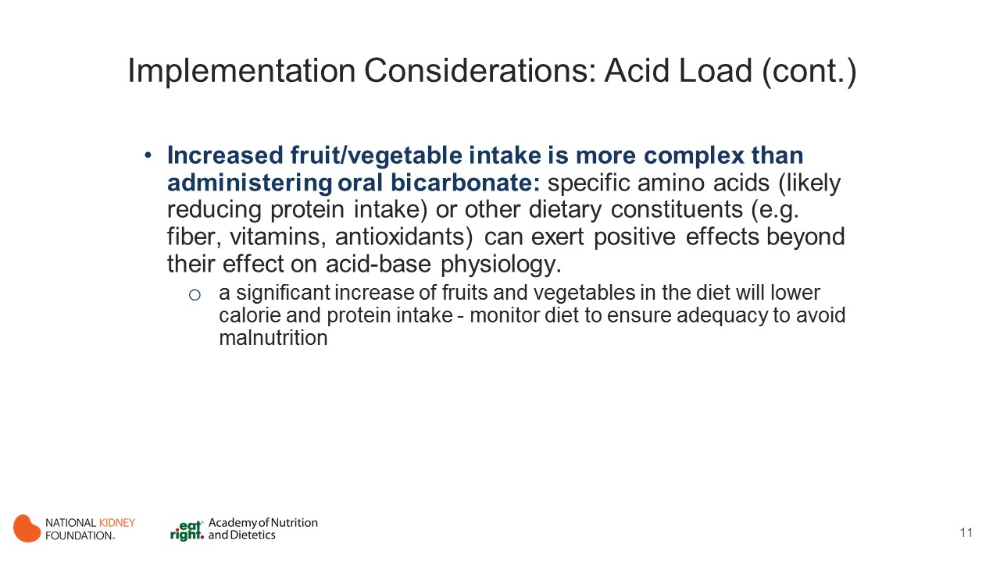 Implementation Considerations: Acid Load (cont.)
• Increased fruit/vegetable intake is more complex than
administering oral bicarbonate: specific amino acids (likely
reducing protein intake) or other dietary constituents (e.g.
fiber, vitamins, antioxidants) can exert positive effects beyond
their effect on acid-base physiology.
o a significant increase of fruits and vegetables in the diet will lower
calorie and protein intake - monitor diet to ensure adequacy to avoid
malnutrition
NATIONAL KIDNEY
FOUNDATION®
eat
right.
Academy of Nutrition
and Dietetics
11